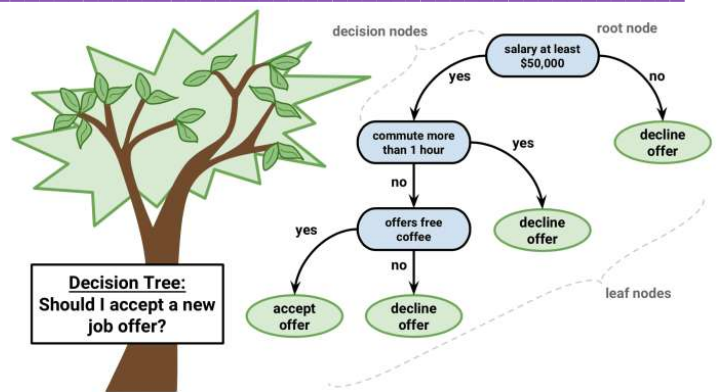 decision nodes
root node
salary at least
$50,000
yes
no
commute more
than 1 hour
yes
decline
offer
no
offers free
coffee
decline
offer
yes
no
leaf nodes
accept
offer
decline
offer
Decision Tree:
Should I accept a new
job offer?